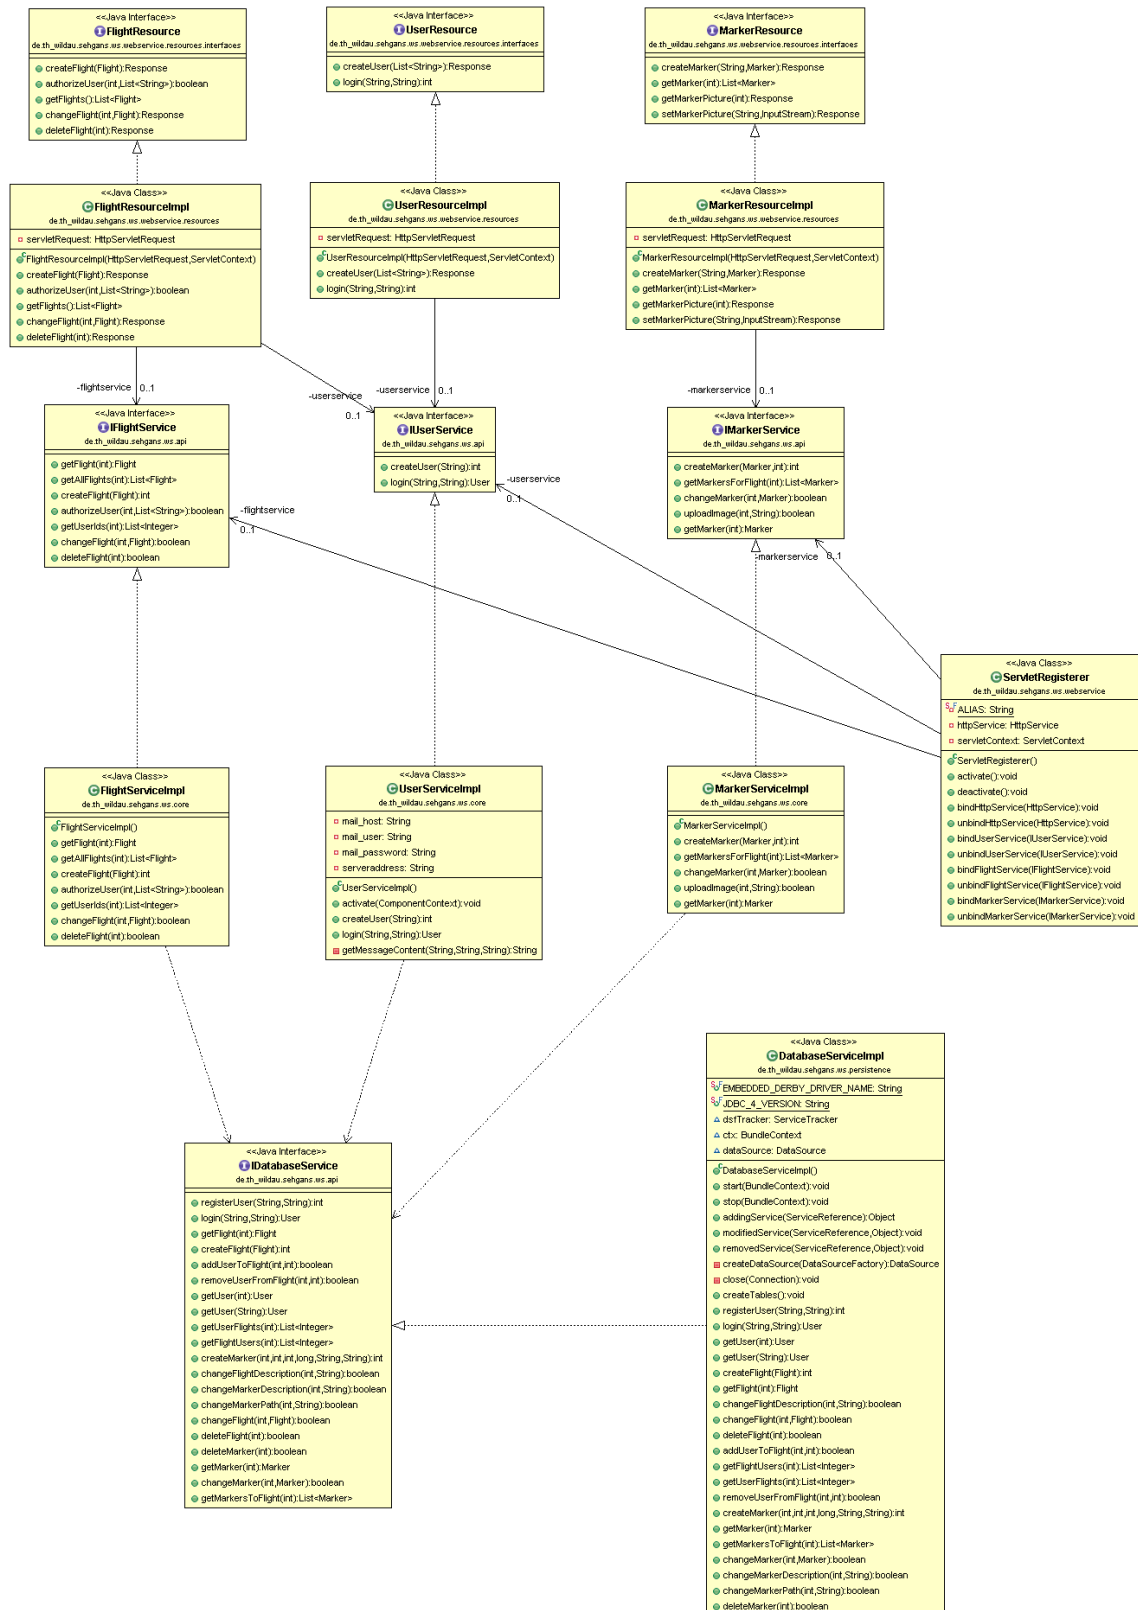 <<Java Interface>>
FlightResource
de.th_wildau.sehgans.ws.webservice.resources.interfaces
createFlight(Flight):Response
authorizeUser(int,List<String>):boolean
getFlights():List<Flight>
changeFlight(int,Flight):Response
deleteFlight(int):Response
<<Java Interface>>
UserResource
de.th_wildau.sehgans.ws.webservice.resources.interfaces
createUser(List<String>):Response
login(String,String):int
<<Java Interface>>
MarkerResource
de.th_wildau.sehgans.ws.webservice.resources.interfaces
createMarker(String,Marker):Response
getMarker(int):List<Marker>
getMarkerPicture(int):Response
setMarkerPicture(String,InputStream):Response
<<Java Class>>
FlightResourceImpl
de.th_wildau.sehgans.ws.webservice.resources
servletRequest: HttpServletRequest
FlightResourceImpl(HttpServletRequest,ServletContext)
createFlight(Flight):Response
authorizeUser(int,List<String>):boolean
getFlights():List<Flight>
changeFlight(int,Flight):Response
deleteFlight(int):Response
<<Java Class>>
UserResourceImpl
de.th_wildau.sehgans.ws.webservice.resources
servletRequest: HttpServletRequest
UserResourceImpl(HttpServletRequest,ServletContext)
createUser(List<String>):Response
login(String,String):int
<<Java Class>>
MarkerResourceImpl
de.th_wildau.sehgans.ws.webservice.resources
servletRequest: HttpServletRequest
MarkerResourceImpl(HttpServletRequest,ServletContext)
createMarker(String,Marker):Response
getMarker(int):List<Marker>
getMarkerPicture(int):Response
setMarkerPicture(String,InputStream):Response
-flightservice 0..1
-userservice
0..1
-userservice 0..1
-markerservice 0..1
<<Java Interface>>
IFlightService
de.th_wildau.sehgans.ws.api
getFlight(int):Flight
getAllFlights(int):List<Flight>
createFlight(Flight):int
authorizeUser(int,List<String>):boolean
getUserIds(int):List<Integer>
changeFlight(int,Flight):boolean
deleteFlight(int):boolean
<<Java Interface>>
IUserService
de.th_wildau.sehgans.ws.api
createUser(String):int
login(String,String):User
<<Java Interface>>
IMarkerService
de.th_wildau.sehgans.ws.api
createMarker(Marker,int):int
getMarkersForFlight(int):List<Marker>
changeMarker(int,Marker):boolean
uploadImage(int,String):boolean
getMarker(int):Marker
-flightservice
0..1
-userservice
0..1
-markerservice 0..1
<<Java Class>>
ServletRegisterer
de.th_wildau.sehgans.ws.webservice
ALIAS: String
httpService: HttpService
servletContext: ServletContext
ServletRegisterer()
activate():void
deactivate():void
bindHttpService(HttpService):void
unbindHttpService(HttpService):void
bindUserService(IUserService):void
unbindUserService(IUserService):void
bindFlightService(IFlightService):void
unbindFlightService(IFlightService):void
bindMarkerService(IMarkerService):void
unbindMarkerService(IMarkerService):void
<<Java Class>>
FlightServiceImpl
de.th_wildau.sehgans.ws.core
FlightServiceImpl()
getFlight(int):Flight
getAllFlights(int):List<Flight>
createFlight(Flight):int
authorizeUser(int,List<String>):boolean
getUserIds(int):List<Integer>
changeFlight(int,Flight):boolean
deleteFlight(int):boolean
<<Java Class>>
UserServiceImpl
de.th_wildau.sehgans.ws.core
mail_host: String
mail_user: String
mail_password: String
serveraddress: String
UserServiceImpl()
activate(ComponentContext):void
createUser(String):int
login(String,String):User
getMessageContent(String,String,String):String
<<Java Class>>
MarkerServiceImpl
de.th_wildau.sehgans.ws.core
MarkerServiceImpl()
createMarker(Marker,int):int
getMarkersForFlight(int):List<Marker>
changeMarker(int,Marker):boolean
uploadImage(int,String):boolean
getMarker(int):Marker
<<Java Interface>>
IDatabaseService
de.th_wildau.sehgans.ws.api
registerUser(String,String):int
login(String,String):User
getFlight(int):Flight
createFlight(Flight):int
addUserToFlight(int,int):boolean
removeUserFromFlight(int,int):boolean
getUser(int):User
getUser(String):User
getUserFlights(int):List<Integer>
getFlightUsers(int):List<Integer>
createMarker(int,int,int,long,String,String):int
changeFlightDescription(int,String):boolean
changeMarkerDescription(int,String):boolean
changeMarkerPath(int,String):boolean
changeFlight(int,Flight):boolean
deleteFlight(int):boolean
deleteMarker(int):boolean
getMarker(int):Marker
changeMarker(int,Marker):boolean
getMarkersToFlight(int):List<Marker>
<<Java Class>>
DatabaseServiceImpl
de.th_wildau.sehgans.ws.persistence
EMBEDDED_DERBY_DRIVER_NAME: String
JDBC_4_VERSION: String
dsfTracker: ServiceTracker
ctx: BundleContext
dataSource: DataSource
DatabaseServiceImpl()
start(BundleContext):void
stop(BundleContext):void
addingService(ServiceReference):Object
modifiedService(ServiceReference,Object):void
removedService(ServiceReference,Object):void
createDataSource(DataSourceFactory):DataSource
close(Connection):void
createTables():void
registerUser(String,String):int
login(String,String):User
getUser(int):User
getUser(String):User
createFlight(Flight):int
getFlight(int):Flight
changeFlightDescription(int,String):boolean
changeFlight(int,Flight):boolean
deleteFlight(int):boolean
addUserToFlight(int,int):boolean
getFlightUsers(int):List<Integer>
getUserFlights(int):List<Integer>
removeUserFromFlight(int,int):boolean
createMarker(int,int,int,long,String,String):int
getMarker(int):Marker
getMarkersToFlight(int):List<Marker>
changeMarker(int,Marker):boolean
changeMarkerDescription(int,String):boolean
changeMarkerPath(int,String):boolean
deleteMarker(int):boolean